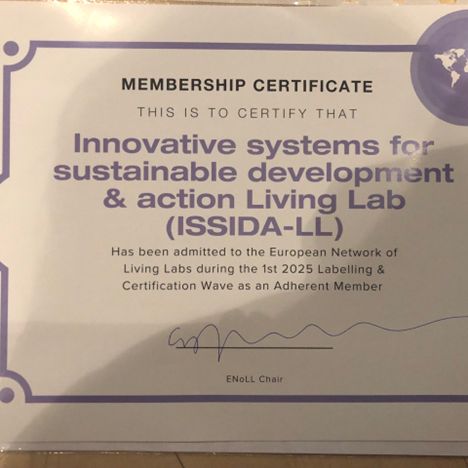 MEMBERSHIP CERTIFICATE
THIS IS TO CERTIFY THAT
Innovative systems for
sustainable development
& action Living Lab
(ISSIDA-LL)
Has been admitted to the European Network of
Living Labs during the 1st 2025 Labelling &
Certification Wave as an Adherent Member
ENoLL Chair